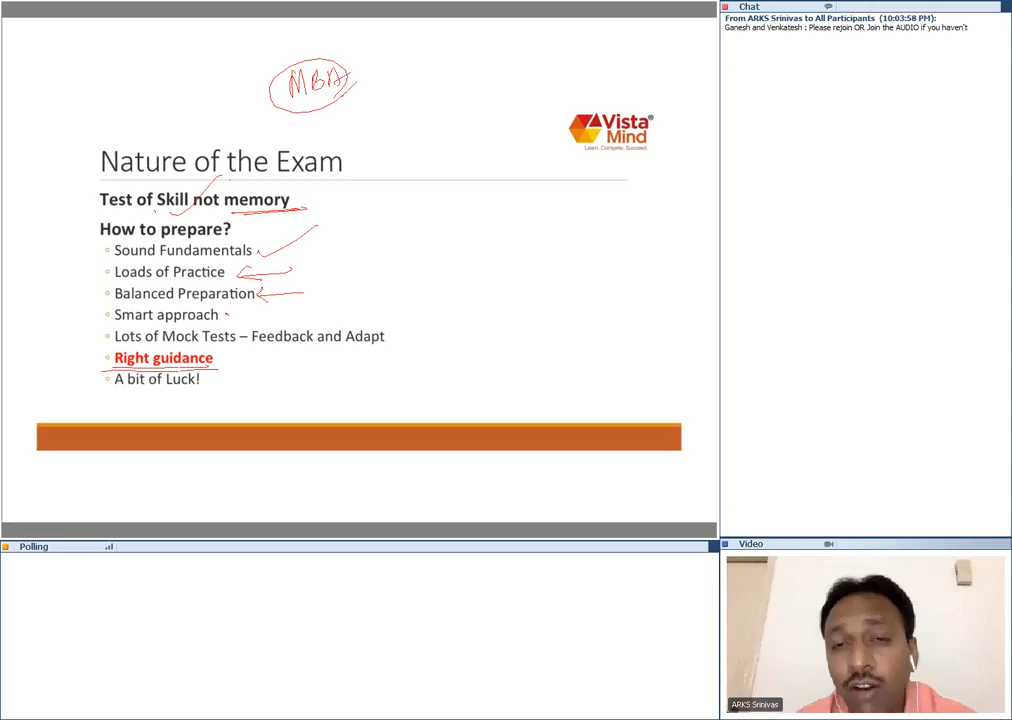 MBA
Vista
Mind
Learn. Compete. Succeed.
Nature of the Exam
Test of Skill not memory
How to prepare?
Sound Fundamentals
Loads of Practice
Balanced Preparation
Smart approach
Lots of Mock Tests – Feedback and Adapt
Right guidance
A bit of Luck!
Chat
From ARKS Srinivas to All Participants (10:03:58 PM):
Ganesh and Venkatesh : Please rejoin OR Join the AUDIO if you haven't
Polling
Video
ARKS Srinivas